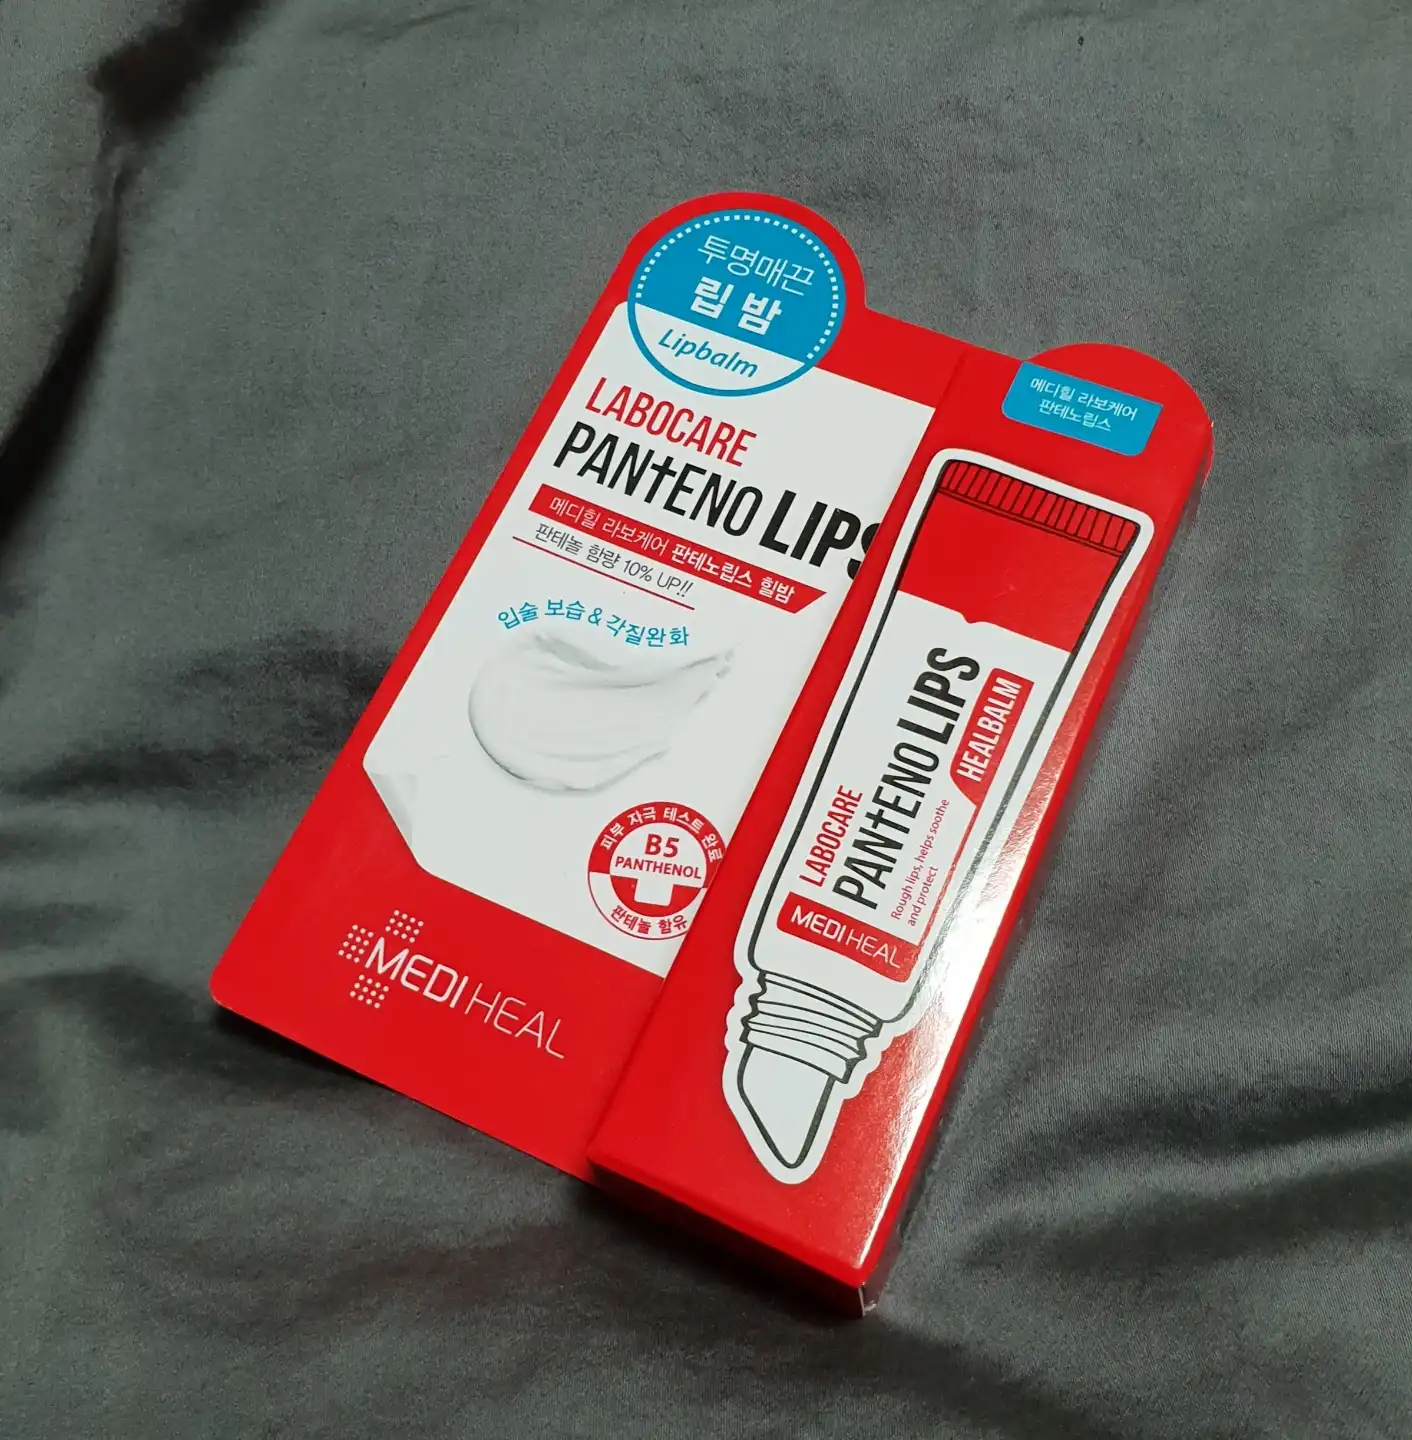 투명매끈
립 밤
Lipbalm
LABOCARE
PANTENO LIPS
메디힐 라보케어 판테노립스 힐밤
판테놀 함량 10% UP!!
입술 보습 & 각질완화
피부 자극 테스트 완료
B5
PANTHENOL
판테놀 함유
MEDIHEAL
메디힐 라보케어
판테노립스
LABOCARE
PANTENO LIPS
HEALBALM
Rough lips, helps soothe
and protect
MEDIHEAL